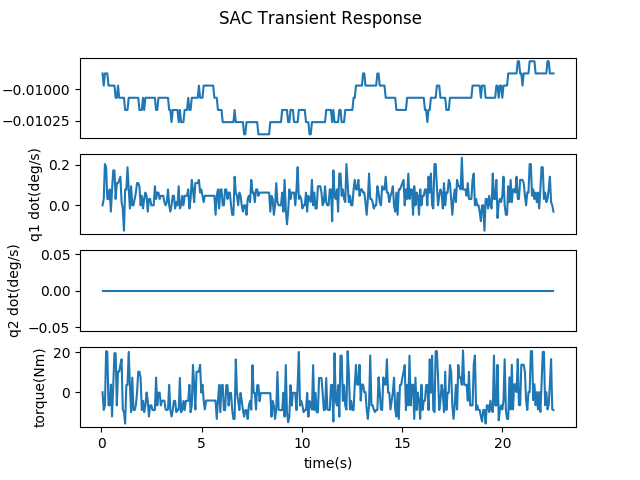 SAC Transient Response
−0.01000
−0.01025
0.2
0.0
q1 dot(deg/s)
0.05
0.00
−0.05
q2 dot(deg/s)
20
0
torque(Nm)
0 5 10 15 20
time(s)